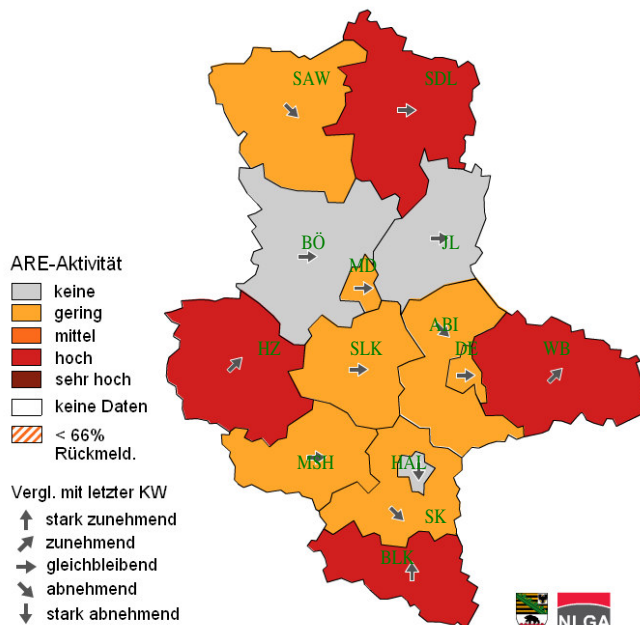 SAW
SDL
BÖ
JL
MD
ARE-Aktivität
keine
gering
mittel
hoch
sehr hoch
keine Daten
< 66%
Rückmeld.
ABI
HZ
SLK
DE
WB
MSH
HAL
SK
BLK
Vergl. mit letzter KW
stark zunehmend
zunehmend
gleichbleibend
abnehmend
stark abnehmend
NLGA